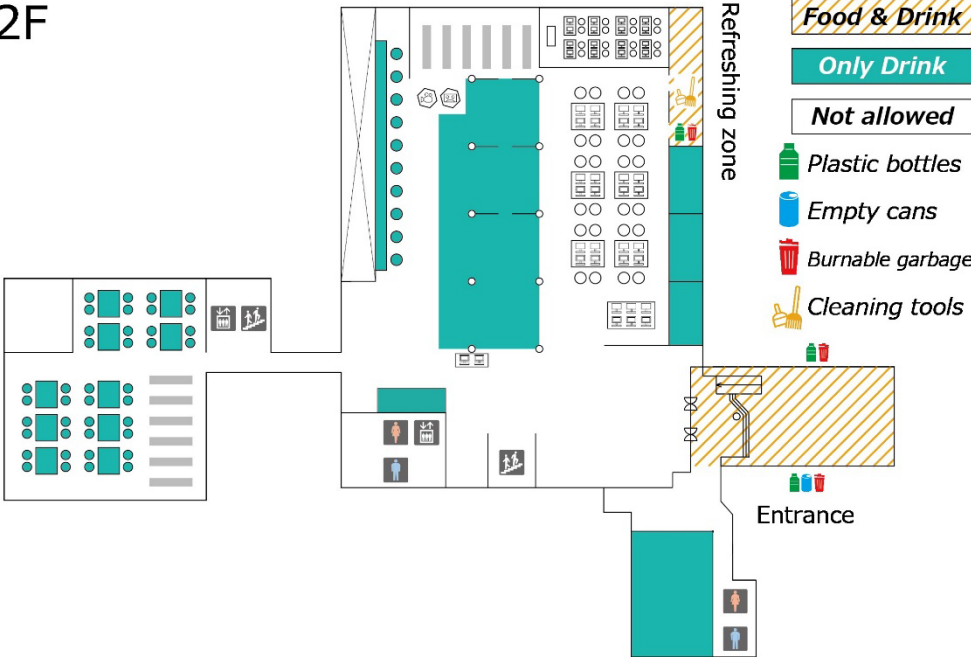 2F
Refreshing zone
Food & Drink
Only Drink
Not allowed
Plastic bottles
Empty cans
Burnable garbage
Cleaning tools
Entrance